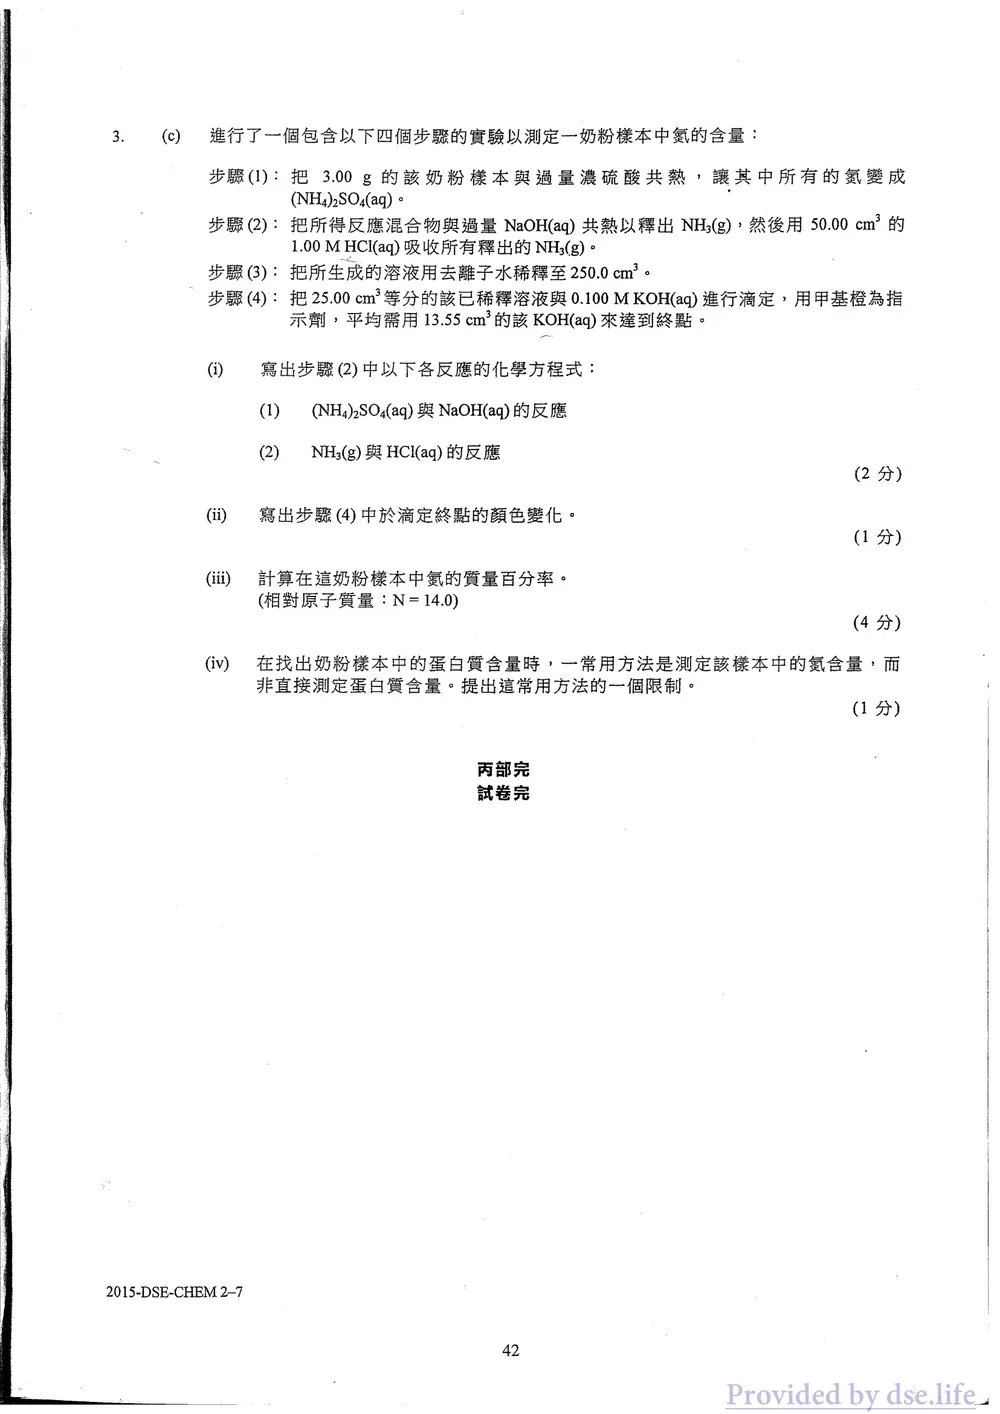 3. (c) 進行了一個包含以下四個步驟的實驗以測定一奶粉樣本中氮的含量：
步驟(1)： 把 3.00 g 的該奶粉樣本與過量濃硫酸共熱，讓其中所有的氮變成
(NH₄)₂SO₄(aq)。
步驟(2)： 把所得反應混合物與過量 NaOH(aq) 共熱以釋出 NH₃(g)，然後用 50.00 cm³ 的
1.00 M HCl(aq) 吸收所有釋出的 NH₃(g)。
步驟(3)： 把所生成的溶液用去離子水稀釋至 250.0 cm³。
步驟(4)： 把 25.00 cm³ 等分的該已稀釋溶液與 0.100 M KOH(aq) 進行滴定，用甲基橙為指
示劑，平均需用 13.55 cm³ 的該 KOH(aq) 來達到終點。
(i) 寫出步驟(2)中以下各反應的化學方程式：
(1) (NH₄)₂SO₄(aq) 與 NaOH(aq) 的反應
(2) NH₃(g) 與 HCl(aq) 的反應
(2 分)
(ii) 寫出步驟(4)中於滴定終點的顏色變化。
(1 分)
(iii) 計算在這奶粉樣本中氮的質量百分率。
(相對原子質量：N = 14.0)
(4 分)
(iv) 在找出奶粉樣本中的蛋白質含量時，一常用方法是測定該樣本中的氮含量，而
非直接測定蛋白質含量。提出這常用方法的一個限制。
(1 分)
丙部完
試卷完
2015-DSE-CHEM 2–7
42
Provided by dse.life